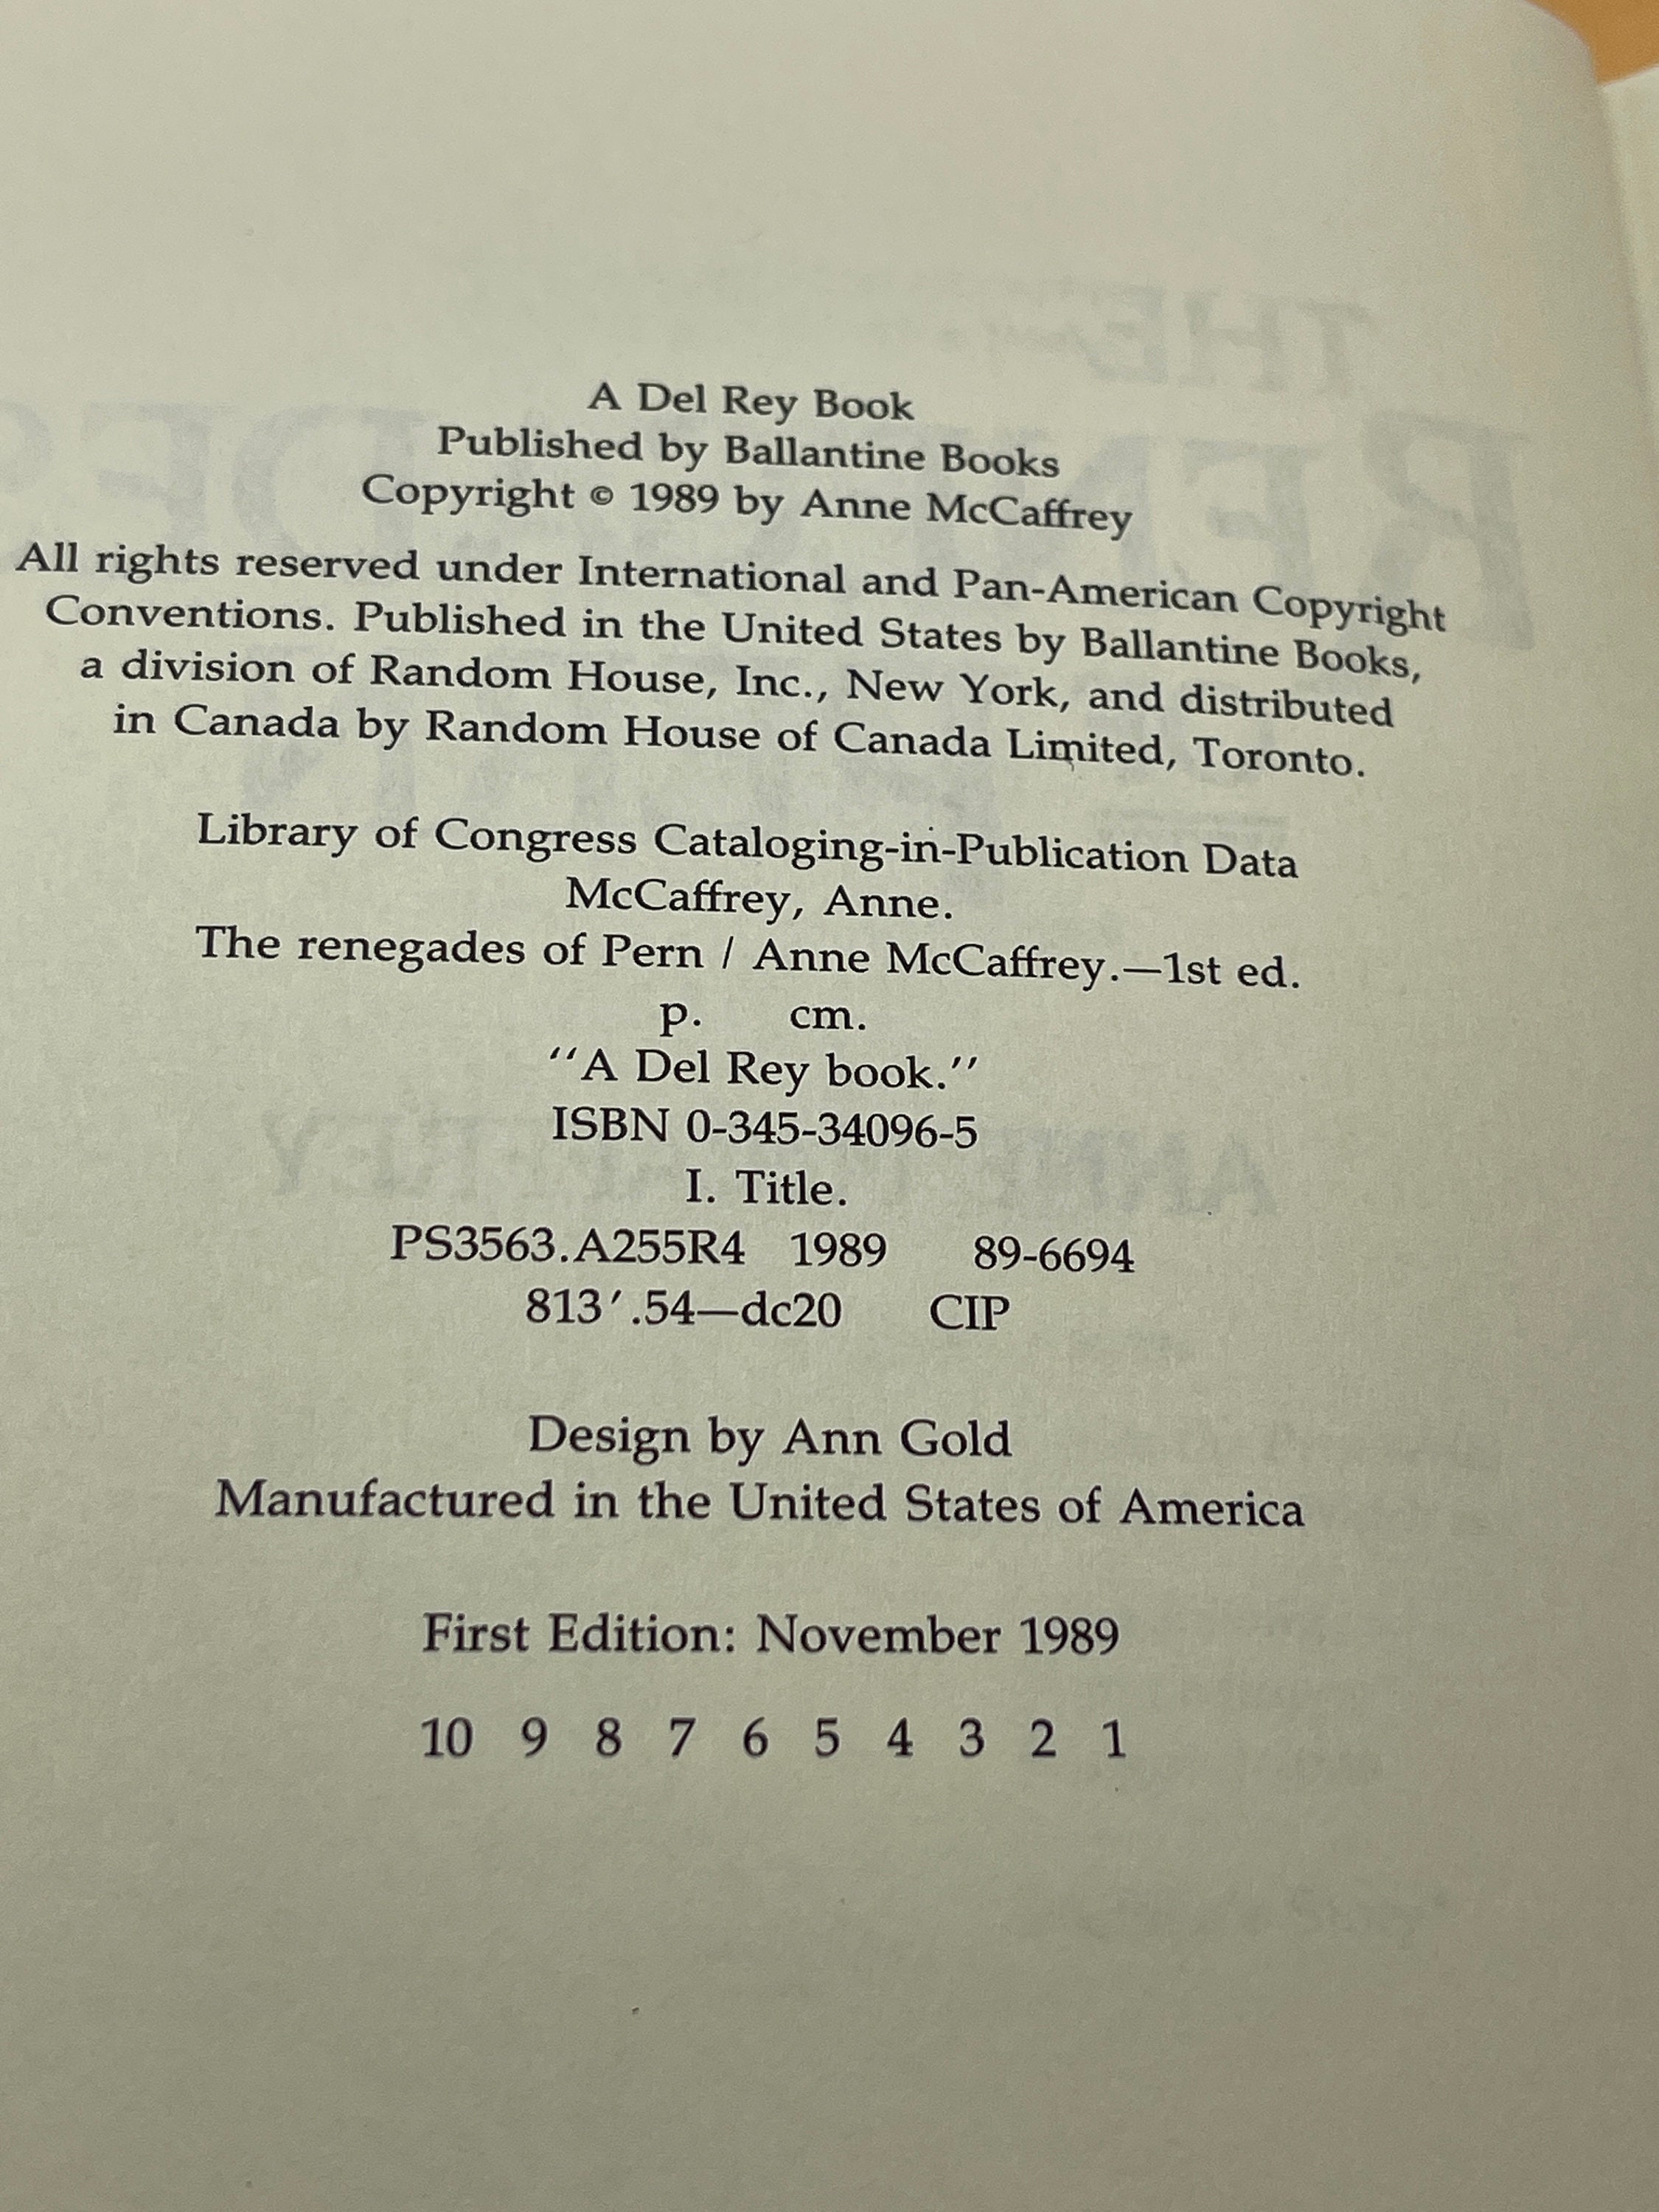 A Del Rey Book
Published by Ballantine Books
Copyright © 1989 by Anne McCaffrey
All rights reserved under International and Pan-American Copyright
Conventions. Published in the United States by Ballantine Books,
a division of Random House, Inc., New York, and distributed
in Canada by Random House of Canada Limited, Toronto.
Library of Congress Cataloging-in-Publication Data
McCaffrey, Anne.
The renegades of Pern / Anne McCaffrey.—1st ed.
p. cm.
‘‘A Del Rey book.’’
ISBN 0-345-34096-5
I. Title.
PS3563.A255R4 1989 89-6694
813′.54—dc20 CIP
Design by Ann Gold
Manufactured in the United States of America
First Edition: November 1989
10 9 8 7 6 5 4 3 2 1